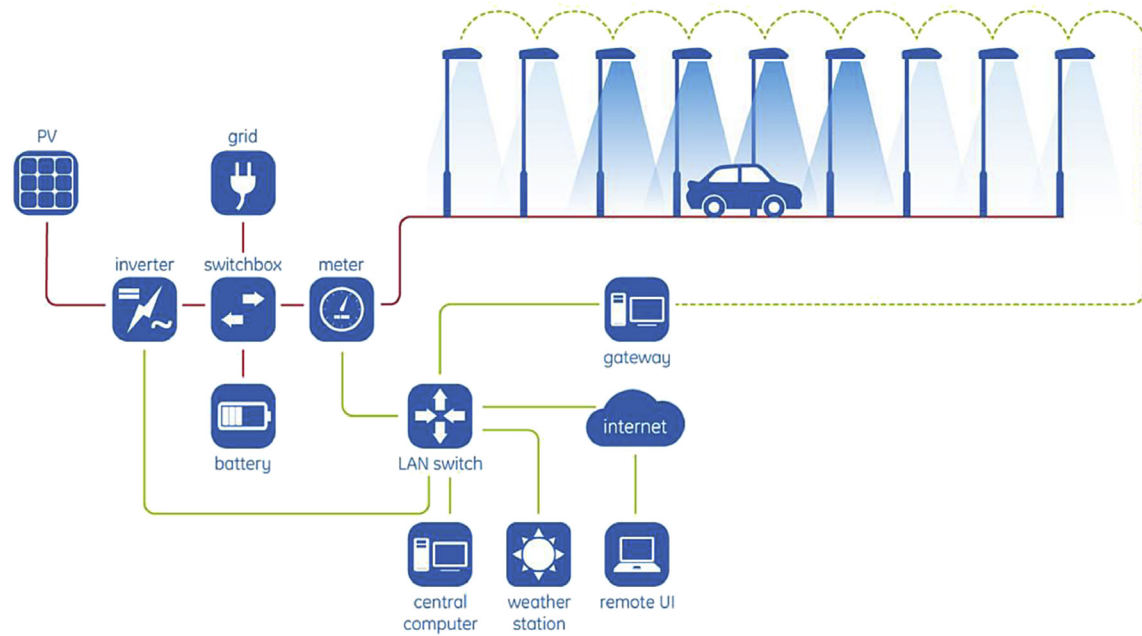 PV
grid
inverter
switchbox
meter
gateway
battery
LAN switch
internet
central
computer
weather
station
remote UI